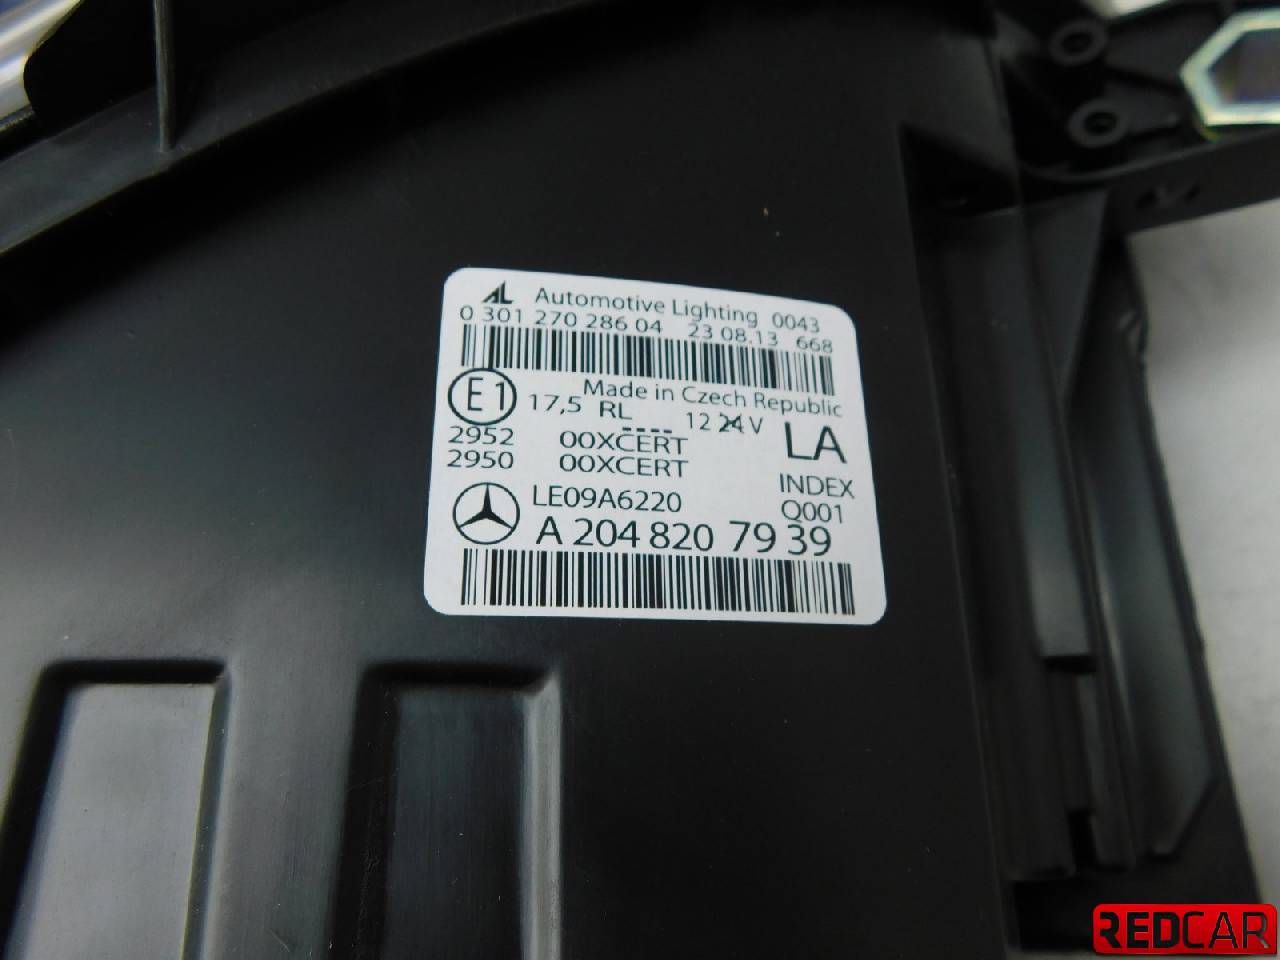 AL Automotive Lighting 0043
0 301 270 286 04 23 08.13 668
Made in Czech Republic
E1 17,5 RL 12 24 V LA
2952 00XCERT
2950 00XCERT
INDEX
LE09A6220 Q001
A 204 820 79 39
REDCAR